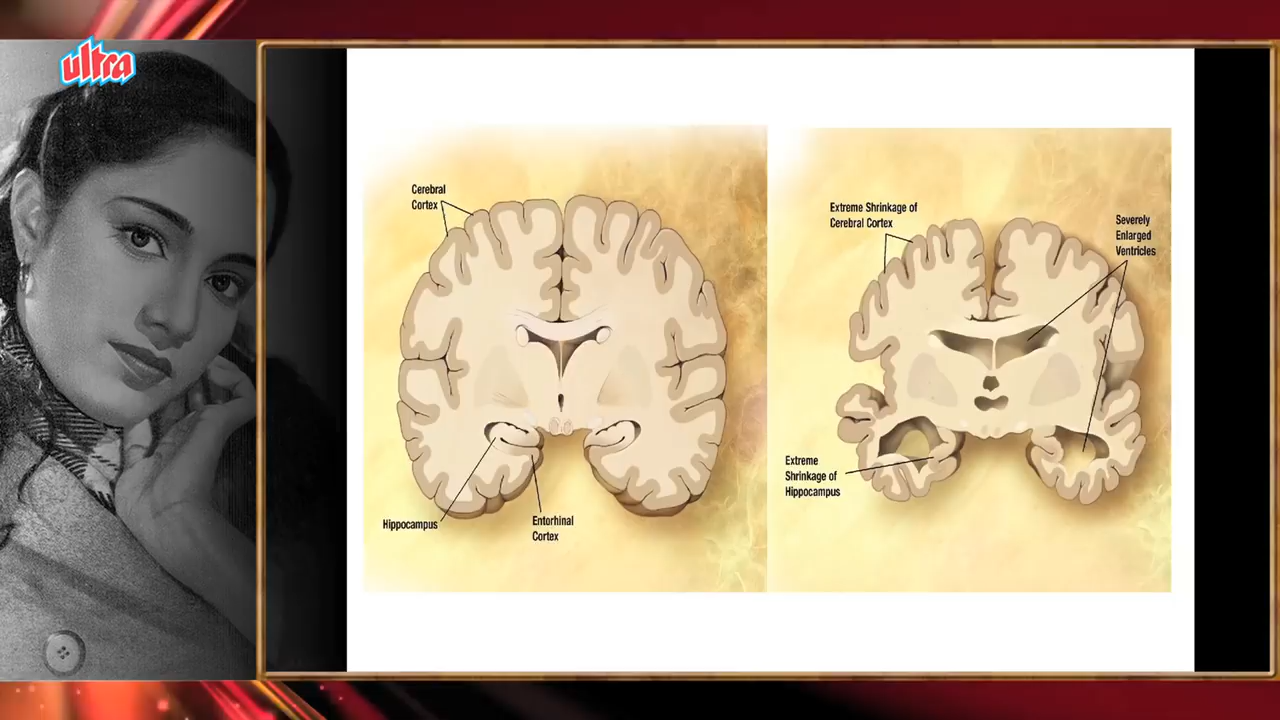 ultra
Cerebral
Cortex
Hippocampus
Entorhinal
Cortex
Extreme Shrinkage of
Cerebral Cortex
Severely
Enlarged
Ventricles
Extreme
Shrinkage of
Hippocampus